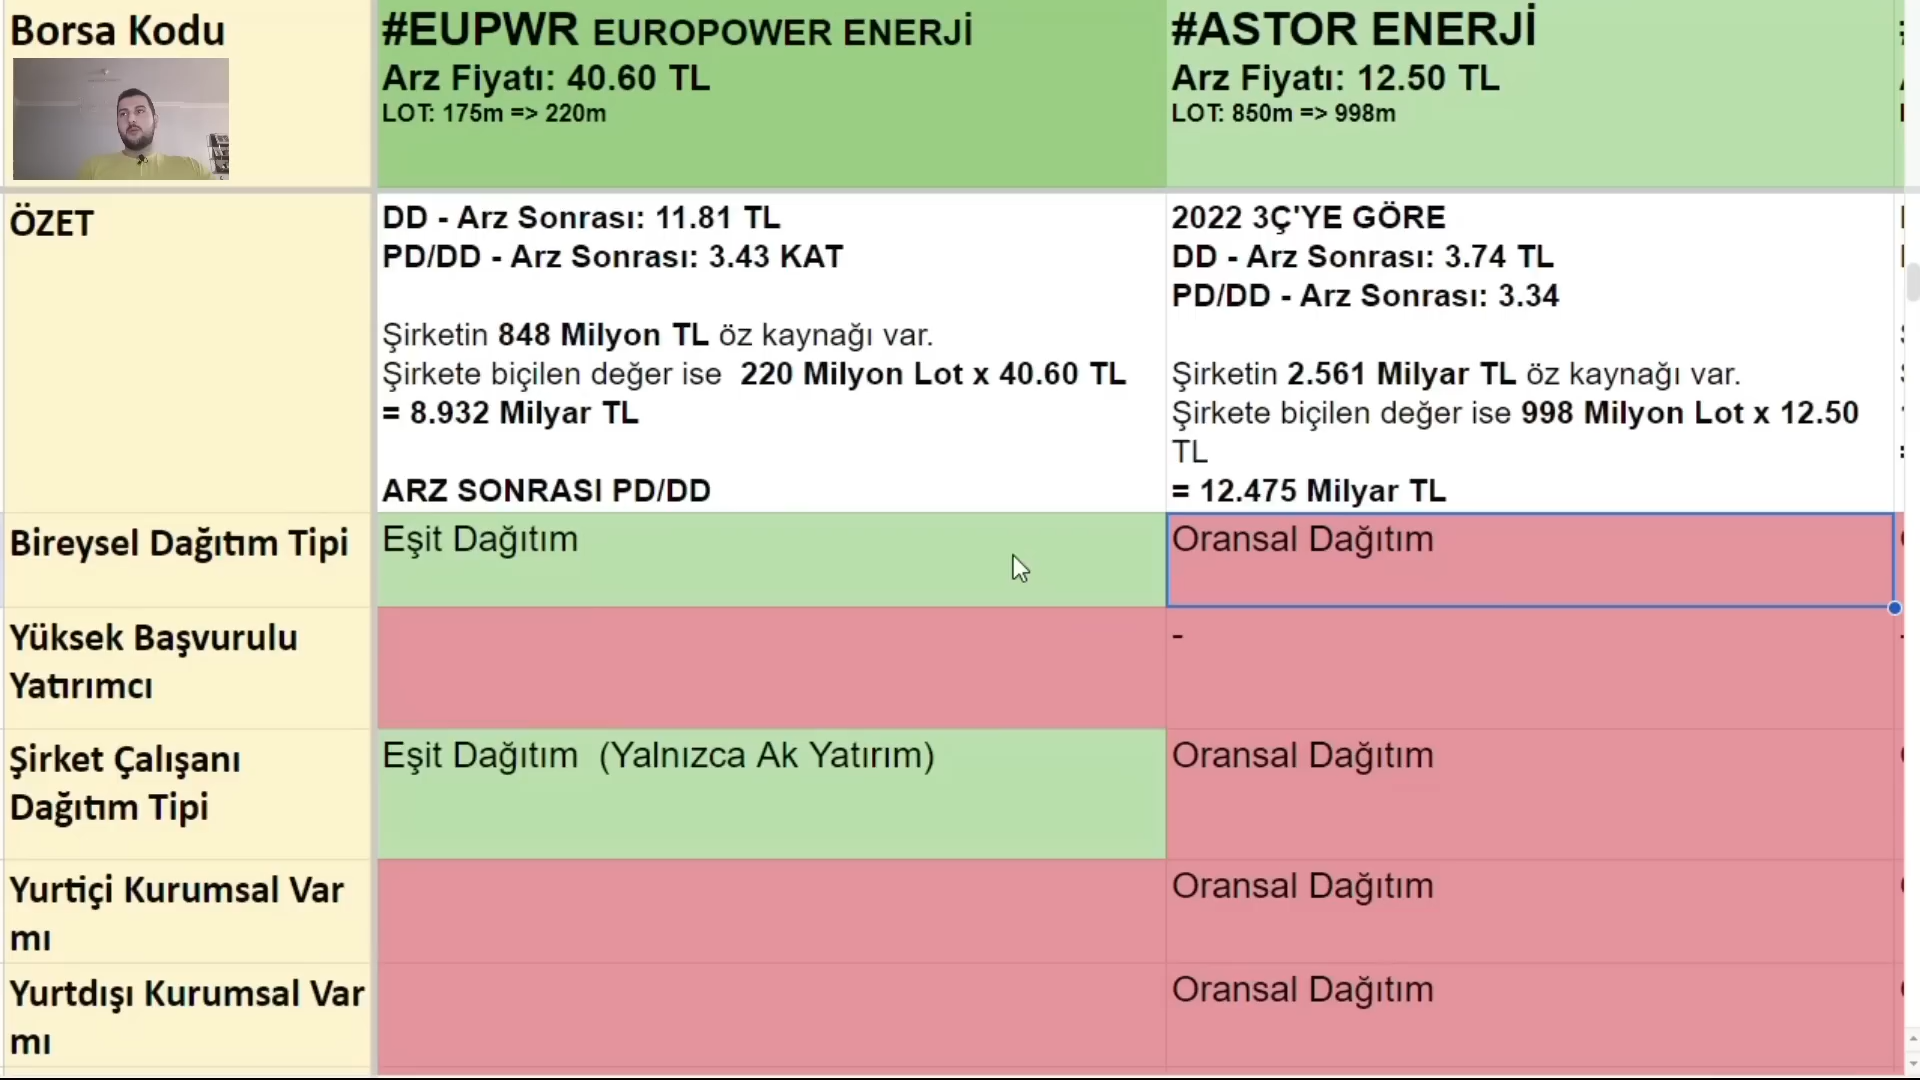 Borsa Kodu
#EUPWR EUROPOWER ENERJİ
Arz Fiyatı: 40.60 TL
LOT: 175m => 220m
#ASTOR ENERJİ
Arz Fiyatı: 12.50 TL
LOT: 850m => 998m
ÖZET
DD - Arz Sonrası: 11.81 TL
PD/DD - Arz Sonrası: 3.43 KAT
Şirketin 848 Milyon TL öz kaynağı var.
Şirkete biçilen değer ise  220 Milyon Lot x 40.60 TL
= 8.932 Milyar TL
ARZ SONRASI PD/DD
2022 3Ç'YE GÖRE
DD - Arz Sonrası: 3.74 TL
PD/DD - Arz Sonrası: 3.34
Şirketin 2.561 Milyar TL öz kaynağı var.
Şirkete biçilen değer ise 998 Milyon Lot x 12.50
TL
= 12.475 Milyar TL
Bireysel Dağıtım Tipi
Eşit Dağıtım
Oransal Dağıtım
Yüksek Başvurulu
Yatırımcı
-
Şirket Çalışanı
Dağıtım Tipi
Eşit Dağıtım  (Yalnızca Ak Yatırım)
Oransal Dağıtım
Yurtiçi Kurumsal Var
mı
Oransal Dağıtım
Yurtdışı Kurumsal Var
mı
Oransal Dağıtım